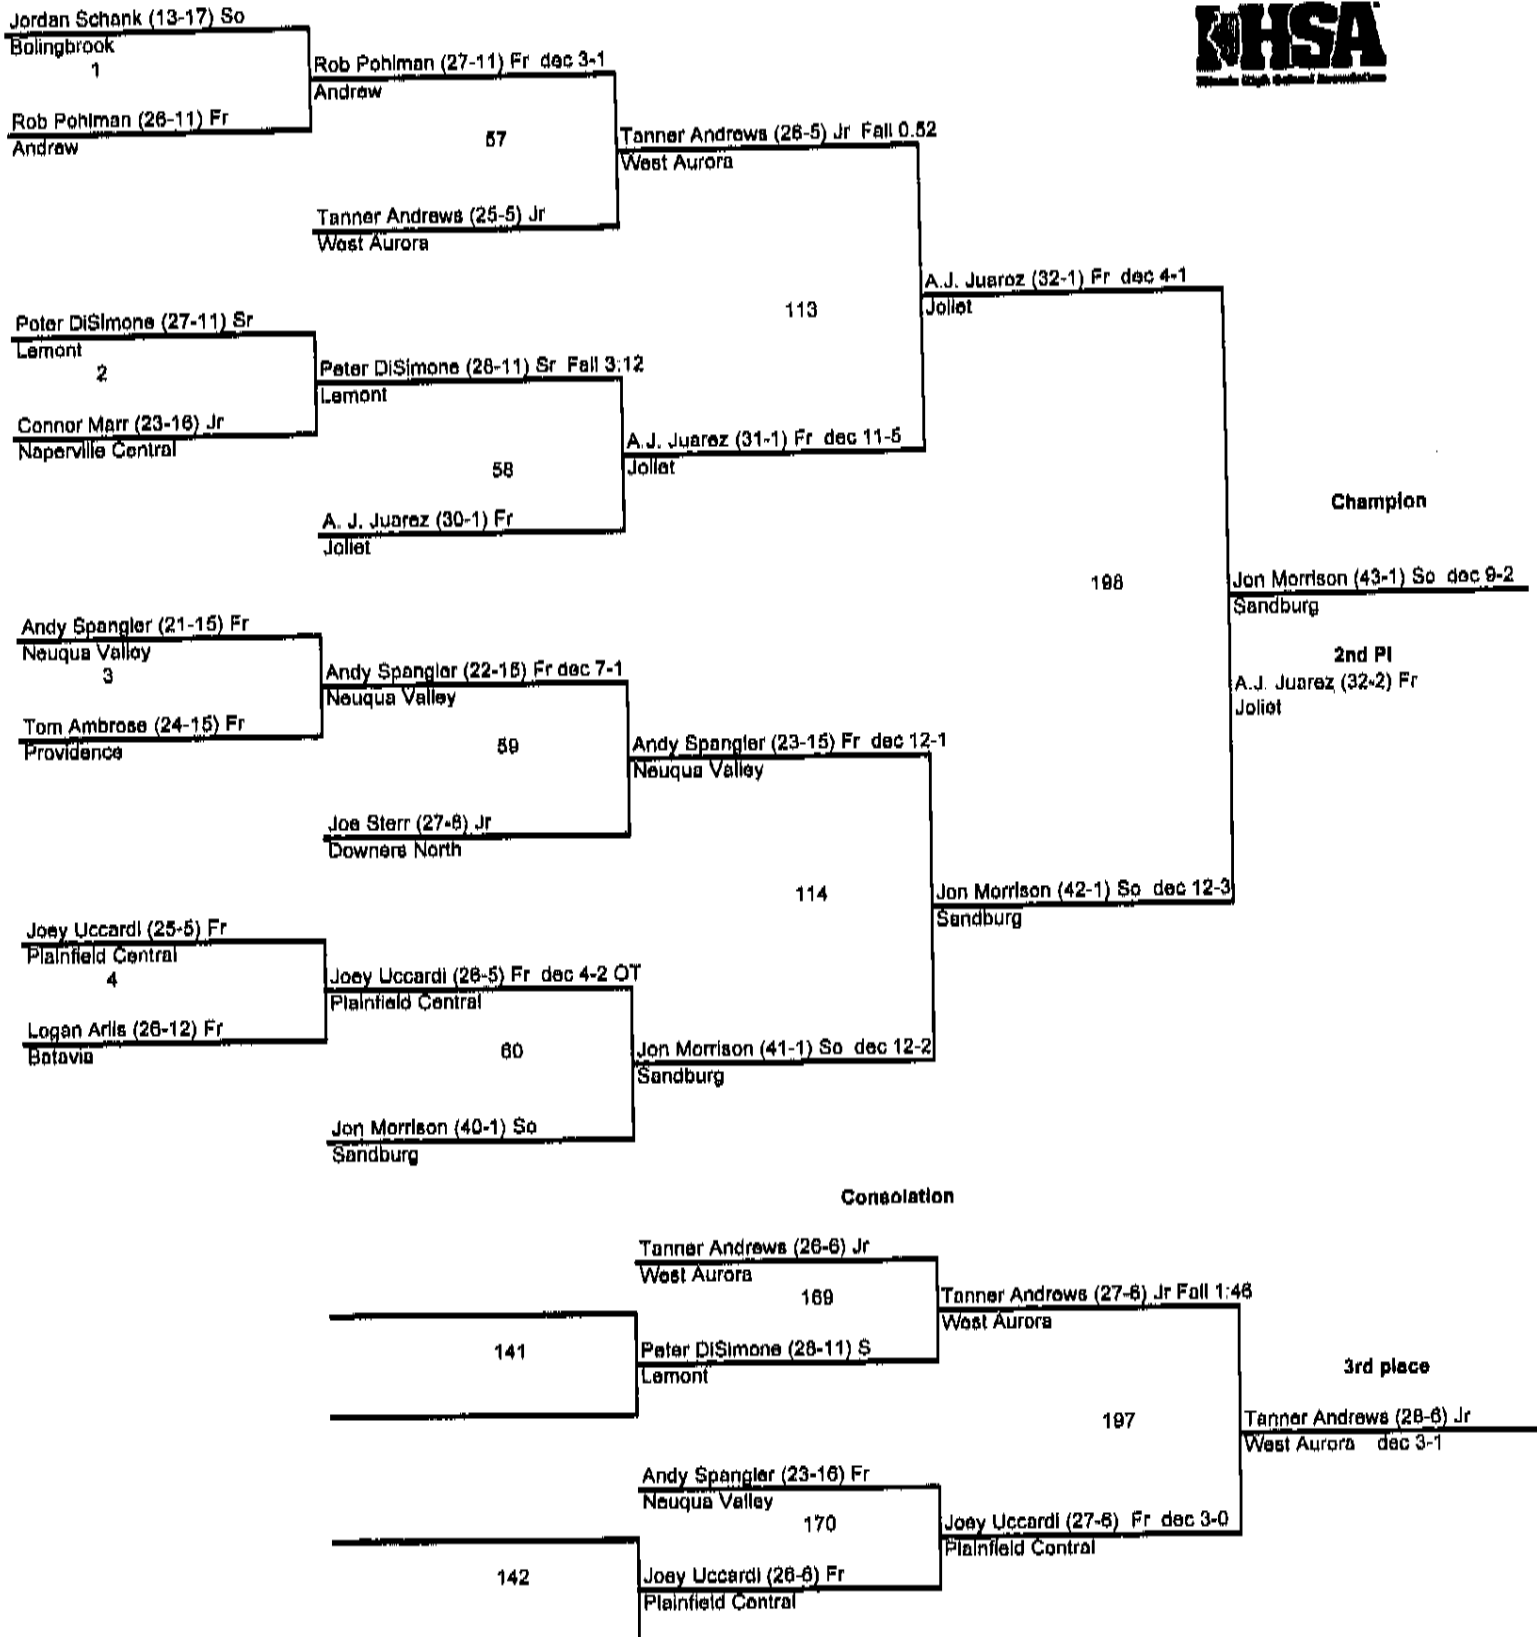 IHSA
Illinois High School Association
Jordan Schank (13-17) So
Bolingbrook
1
Rob Pohlman (26-11) Fr
Andrew
Rob Pohlman (27-11) Fr dec 3-1
Andrew
57
Tanner Andrews (25-5) Jr
West Aurora
Tanner Andrews (26-5) Jr Fall 0.52
West Aurora
Peter DiSimone (27-11) Sr
Lemont
2
Connor Marr (23-16) Jr
Naperville Central
Peter DiSimone (28-11) Sr Fall 3:12
Lemont
58
A. J. Juarez (30-1) Fr
Joliet
A.J. Juarez (31-1) Fr dec 11-5
Joliet
113
A.J. Juaroz (32-1) Fr dec 4-1
Joliet
Andy Spangler (21-15) Fr
Neuqua Valley
3
Tom Ambrose (24-15) Fr
Providence
Andy Spangler (22-15) Fr dec 7-1
Neuqua Valley
59
Joe Sterr (27-8) Jr
Downers North
Andy Spangler (23-15) Fr dec 12-1
Neuqua Valley
Joey Uccardi (25-5) Fr
Plainfield Central
4
Logan Arlis (26-12) Fr
Batavia
Joey Uccardi (26-5) Fr dec 4-2 OT
Plainfield Central
60
Jon Morrison (40-1) So
Sandburg
Jon Morrison (41-1) So dec 12-2
Sandburg
114
Jon Morrison (42-1) So dec 12-3
Sandburg
198
Champion
Jon Morrison (43-1) So dec 9-2
Sandburg
2nd Pl
A.J. Juarez (32-2) Fr
Joliet
Consolation
Tanner Andrews (26-6) Jr
West Aurora
169
141
Peter DiSimone (28-11) S
Lemont
Tanner Andrews (27-6) Jr Fall 1:46
West Aurora
Andy Spangler (23-16) Fr
Neuqua Valley
170
142
Joey Uccardi (26-6) Fr
Plainfield Central
Joey Uccardi (27-6) Fr dec 3-0
Plainfield Central
197
3rd place
Tanner Andrews (28-6) Jr
West Aurora dec 3-1